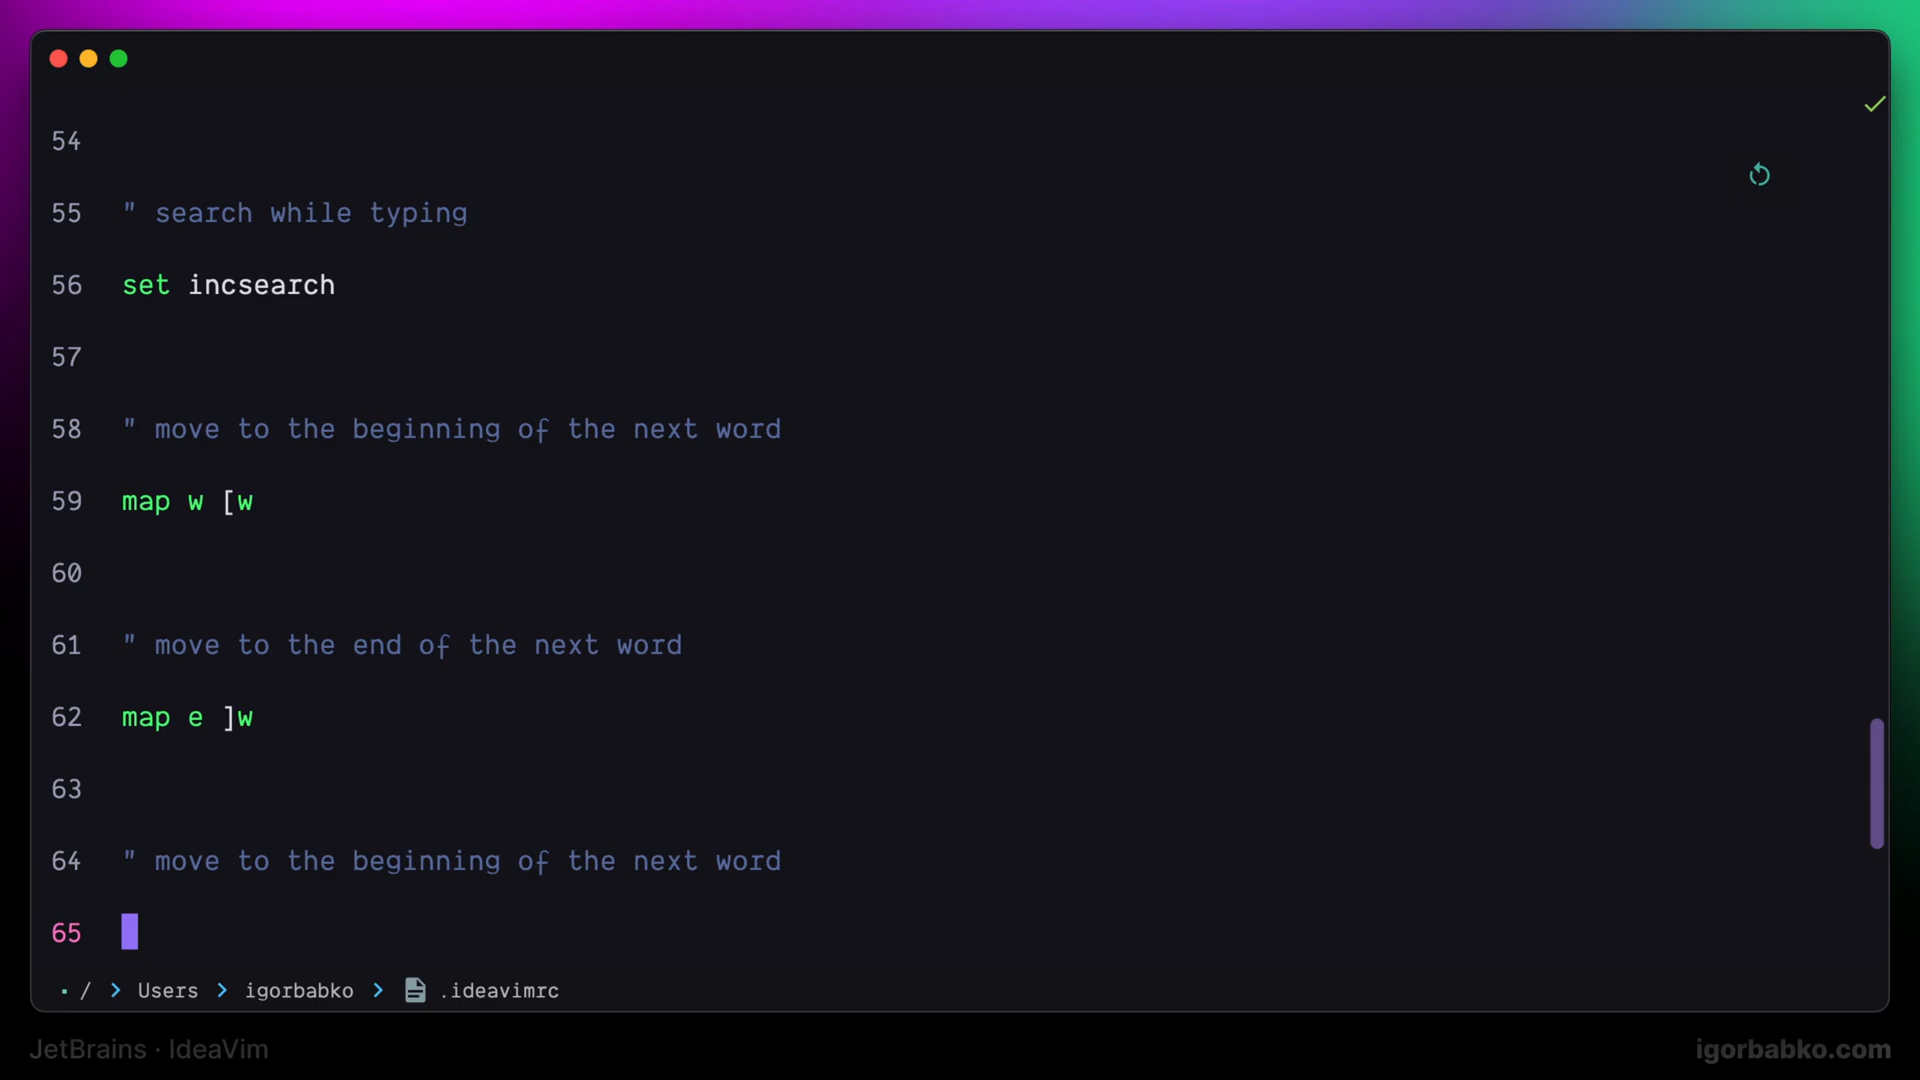 54
55 " search while typing
56 set incsearch
57
58 " move to the beginning of the next word
59 map w [w
60
61 " move to the end of the next word
62 map e ]w
63
64 " move to the beginning of the next word
65
/ > Users > igorbabko > .ideavimrc
JetBrains · IdeaVim
igorbabko.com